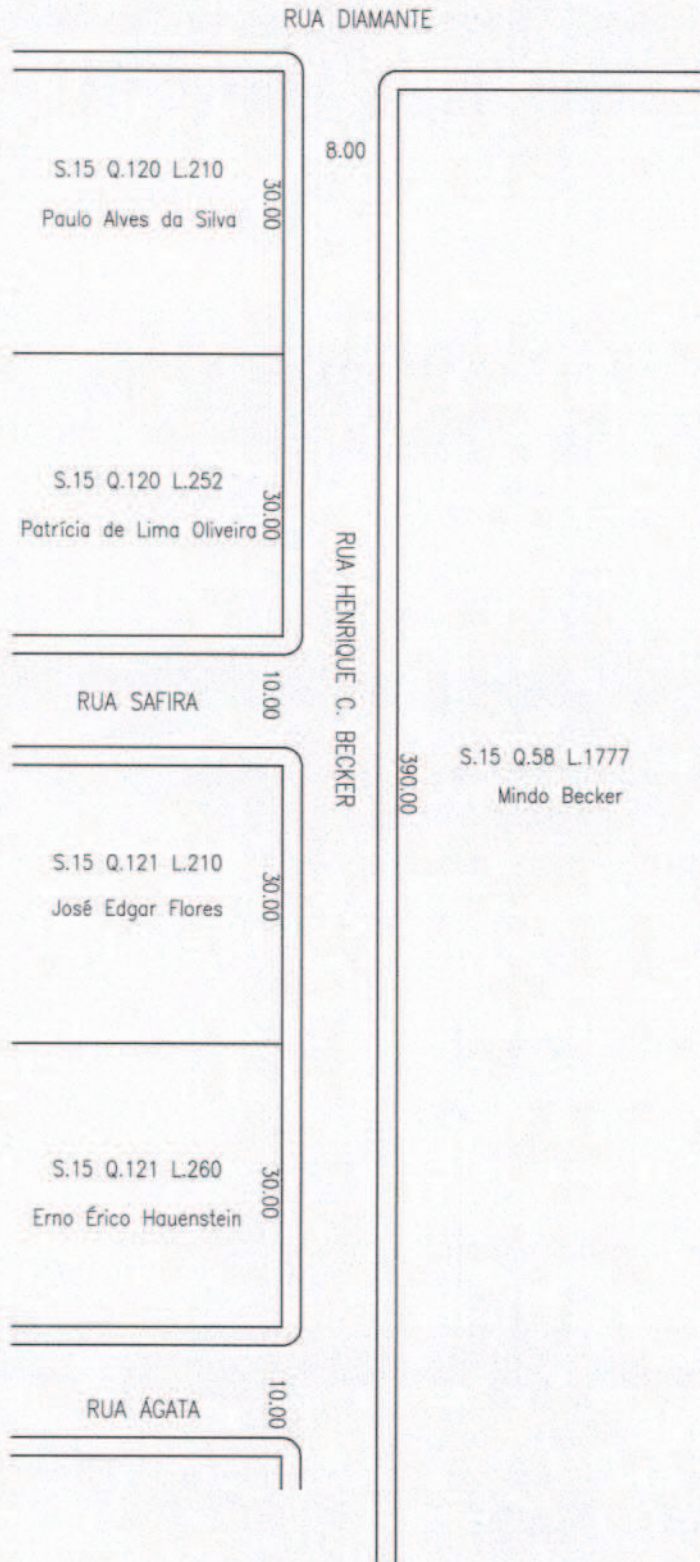 RUA DIAMANTE
8.00
S.15 Q.120 L.210
Paulo Alves da Silva
30.00
S.15 Q.120 L.252
Patrícia de Lima Oliveira
30.00
RUA HENRIQUE C. BECKER
RUA SAFIRA
10.00
390.00
S.15 Q.58 L.1777
Mindo Becker
S.15 Q.121 L.210
José Edgar Flores
30.00
S.15 Q.121 L.260
Erno Érico Hauenstein
30.00
RUA ÁGATA
10.00